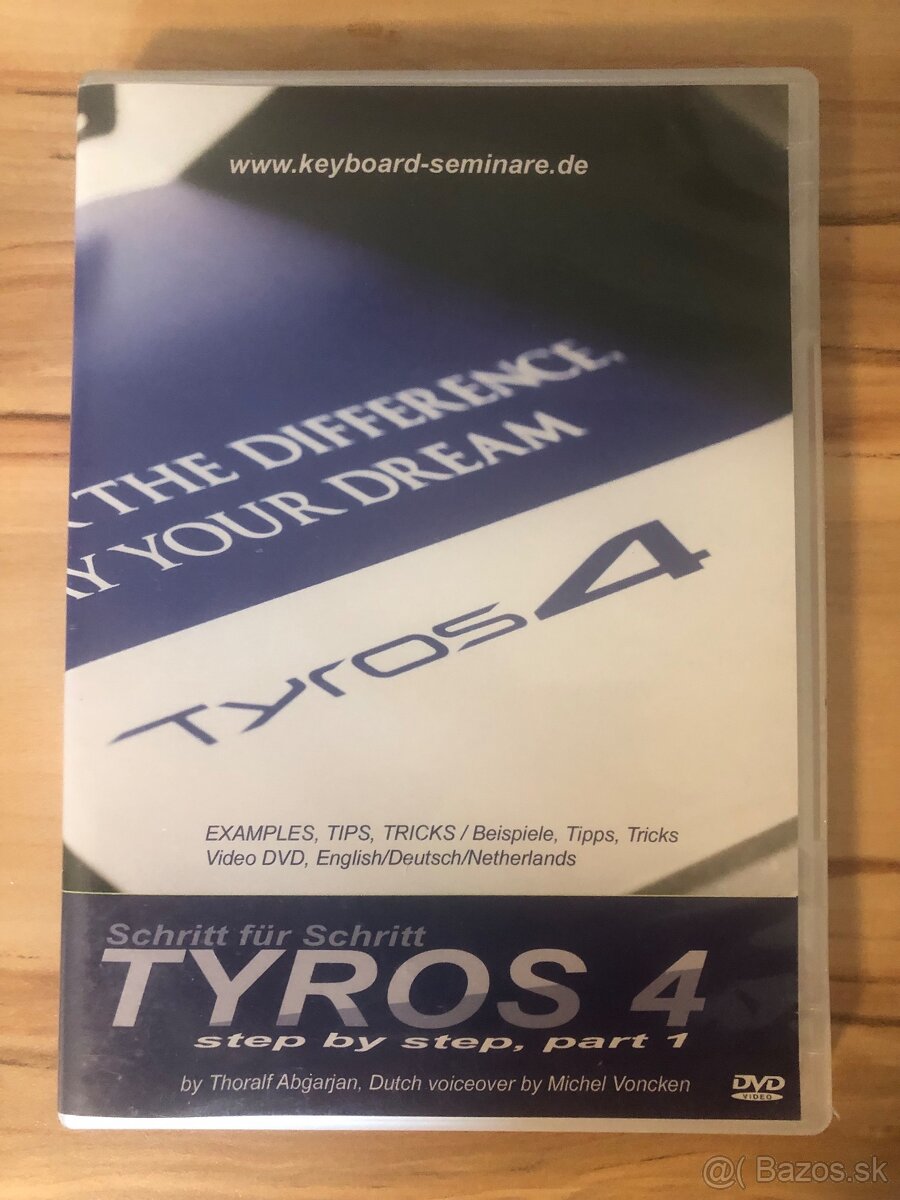 www.keyboard-seminare.de
THE DIFFERENCE,
YOUR DREAM
Tyros4
EXAMPLES, TIPS, TRICKS / Beispiele, Tipps, Tricks
Video DVD, English/Deutsch/Netherlands
Schritt für Schritt
TYROS 4
step by step, part 1
by Thoralf Abgarjan, Dutch voiceover by Michel Voncken
DVD
VIDEO
@( Bazos.sk